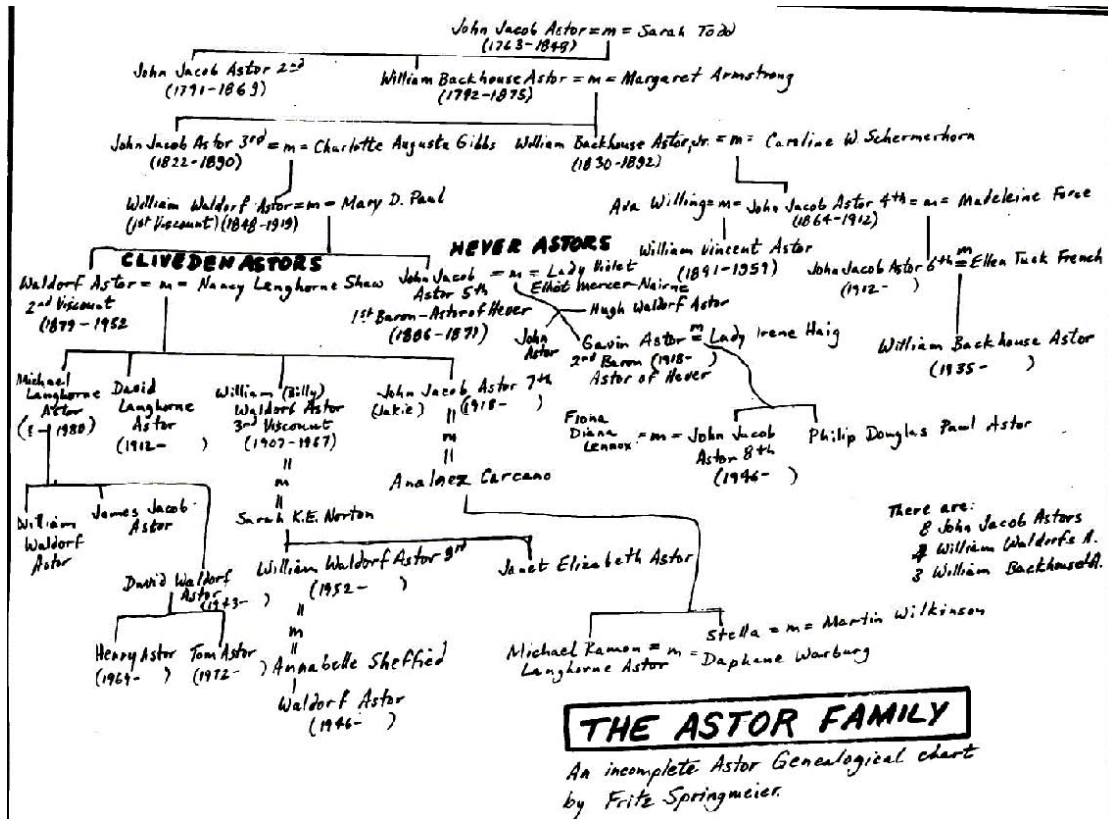 John Jacob Astor = m = Sarah Todd
(1763-1848)
John Jacob Astor 2nd
(1791-1869)
William Backhouse Astor = m = Margaret Armstrong
(1792-1875)
John Jacob Astor 3rd = m = Charlotte Augusta Gibbs
(1822-1890)
William Backhouse Astor, Jr. = m = Caroline W. Schermerhorn
(1830-1892)
William Waldorf Astor = m = Mary D. Paul
(1st Viscount) (1848-1919)
Ava Willing = m = John Jacob Astor 4th = m = Madeleine Force
(1864-1912)
CLIVEDEN ASTORS
HEVER ASTORS
William Vincent Astor
(1891-1959)
John Jacob Astor 6th = m = Ellen Tuck French
(1912- )
Waldorf Astor = m = Nancy Langhorne Shaw
2nd Viscount
(1879-1952
John Jacob = m = Lady Violet
Astor 5th Elliot Mercer-Nairne
1st Baron - Astor of Hever
(1886-1871)
Hugh Waldorf Astor
John
Astor
Gavin Astor = m = Lady Irene Haig
2nd Baron (1918- )
Astor of Hever
William Backhouse Astor
(1935- )
Michael
Langhorne
Astor
(?-1980)
David
Langhorne
Astor
(1912- )
William (Billy)
Waldorf Astor
3rd Viscount
(1907-1967)
John Jacob Astor 7th
(Jakie) (1918- )
Fiona
Diana
Lennox = m = John Jacob
Astor 8th
(1946- )
Philip Douglas Paul Astor
= m =
AnaInez Carcano
= m =
Sarah K.E. Norton
William
Waldorf
Astor
James Jacob
Astor
There are:
8 John Jacob Astors
4 William Waldorfs A.
3 William Backhouse A.
David Waldorf
Astor
(1943- )
William Waldorf Astor 3rd
(1952- )
Janet Elizabeth Astor
= m =
Henry Astor
(1969- )
Tom Astor
(1972- )
Annabelle Sheffied
Waldorf Astor
(1946- )
Stella = m = Martin Wilkinson
Michael Ramon = m = Daphane Warburg
Langhorne Astor
THE ASTOR FAMILY
An incomplete Astor Genealogical chart
by Fritz Springmeier.